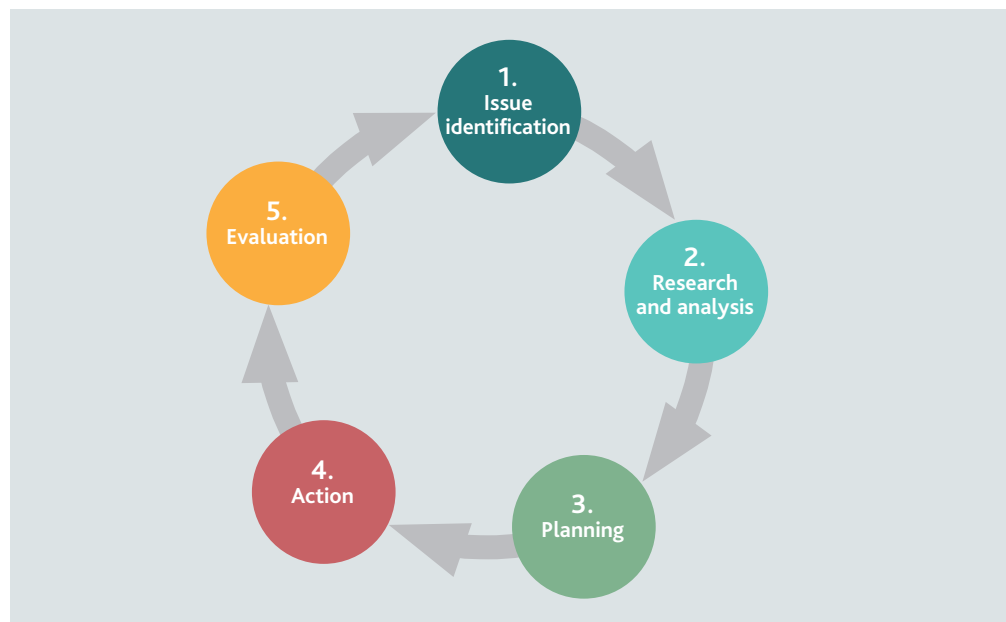 1.
Issue
identification
2.
Research
and analysis
3.
Planning
4.
Action
5.
Evaluation